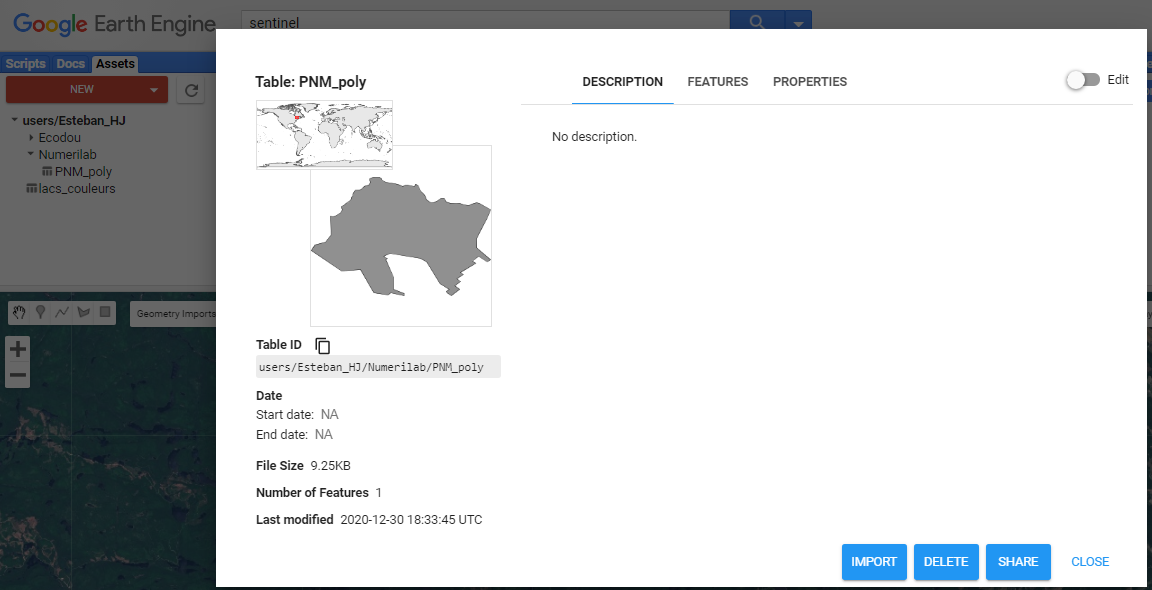 Google Earth Engine
sentinel
Scripts Docs Assets
NEW
users/Esteban_HJ
Ecodou
Numerilab
PNM_poly
lacs_couleurs
Geometry Imports
Table: PNM_poly
DESCRIPTION FEATURES PROPERTIES
Edit
No description.
Table ID
users/Esteban_HJ/Numerilab/PNM_poly
Date
Start date: NA
End date: NA
File Size 9.25KB
Number of Features 1
Last modified 2020-12-30 18:33:45 UTC
IMPORT DELETE SHARE CLOSE